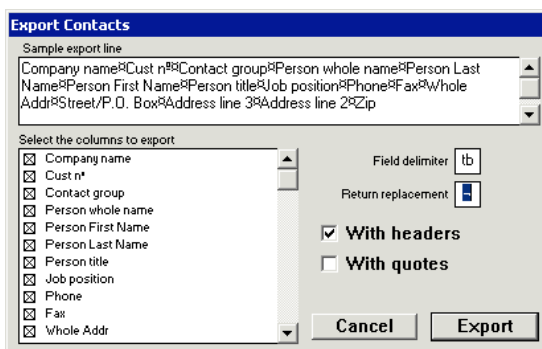 Export Contacts
Sample export line
Company name¤Cust nº¤Contact group¤Person whole name¤Person Last
Name¤Person First Name¤Person title¤Job position¤Phone¤Fax¤Whole
Addr¤Street/P.O. Box¤Address line 3¤Address line 2¤Zip
Select the columns to export
Company name
Cust nº
Contact group
Person whole name
Person First Name
Person Last Name
Person title
Job position
Phone
Fax
Whole Addr
Field delimiter tb
Return replacement ¬
With headers
With quotes
Cancel Export